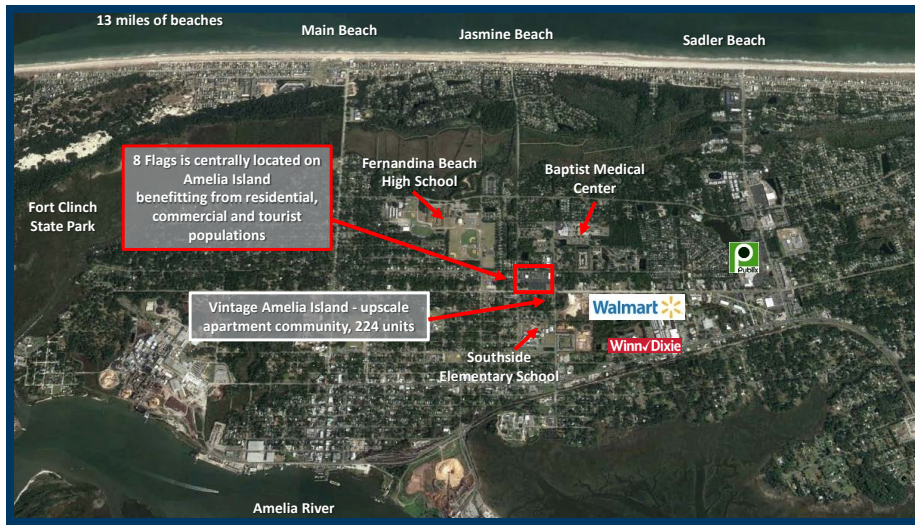 13 miles of beaches
Main Beach
Jasmine Beach
Sadler Beach
8 Flags is centrally located on
Amelia Island
benefitting from residential,
commercial and tourist
populations
Fernandina Beach
High School
Baptist Medical
Center
Fort Clinch
State Park
Publix
Vintage Amelia Island - upscale
apartment community, 224 units
Walmart
Winn✓Dixie
Southside
Elementary School
Amelia River